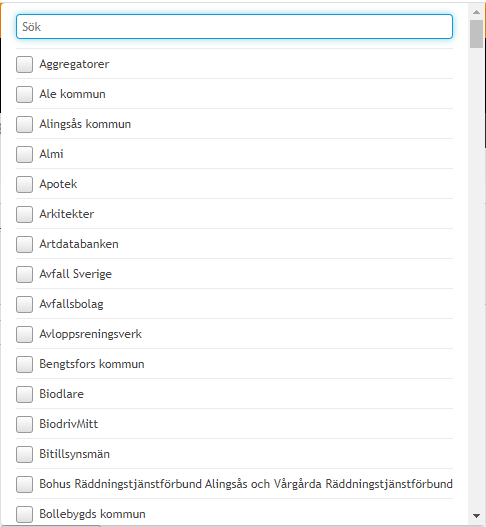 Sök
Aggregatorer
Ale kommun
Alingsås kommun
Almi
Apotek
Arkitekter
Artdatabanken
Avfall Sverige
Avfallsbolag
Avloppsreningsverk
Bengtsfors kommun
Biodlare
BiodrivMitt
Bitillsynsmän
Bohus Räddningstjänstförbund Alingsås och Vårgårda Räddningstjänstförbund
Bollebygds kommun